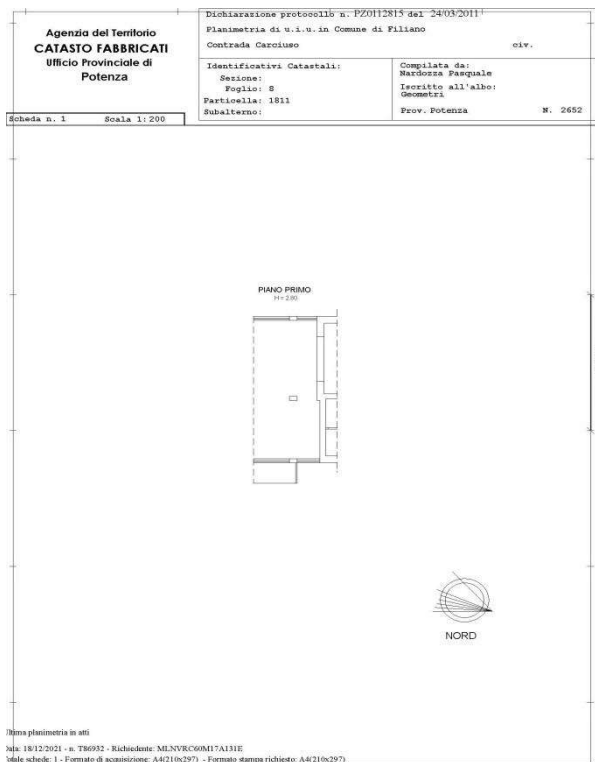 Agenzia del Territorio
CATASTO FABBRICATI
Ufficio Provinciale di
Potenza
Dichiarazione protocollo n. PZ0112815 del 24/03/2011
Planimetria di u.i.u. in Comune di Filiano
Contrada Carciuso civ.
Identificativi Catastali:
Sezione:
Foglio: 8
Particella: 1811
Subalterno:
Compilata da:
Nardozza Pasquale
Iscritto all'albo:
Geometri
Prov. Potenza N. 2652
Scheda n. 1 Scala 1:200
PIANO PRIMO
H = 2.80
NORD
ltima planimetria in atti
ata: 18/12/2021 - n. T86932 - Richiedente: MLNVRC60M17A131E
otale schede: 1 - Formato di acquisizione: A4(210x297) - Formato stampa richiesto: A4(210x297)